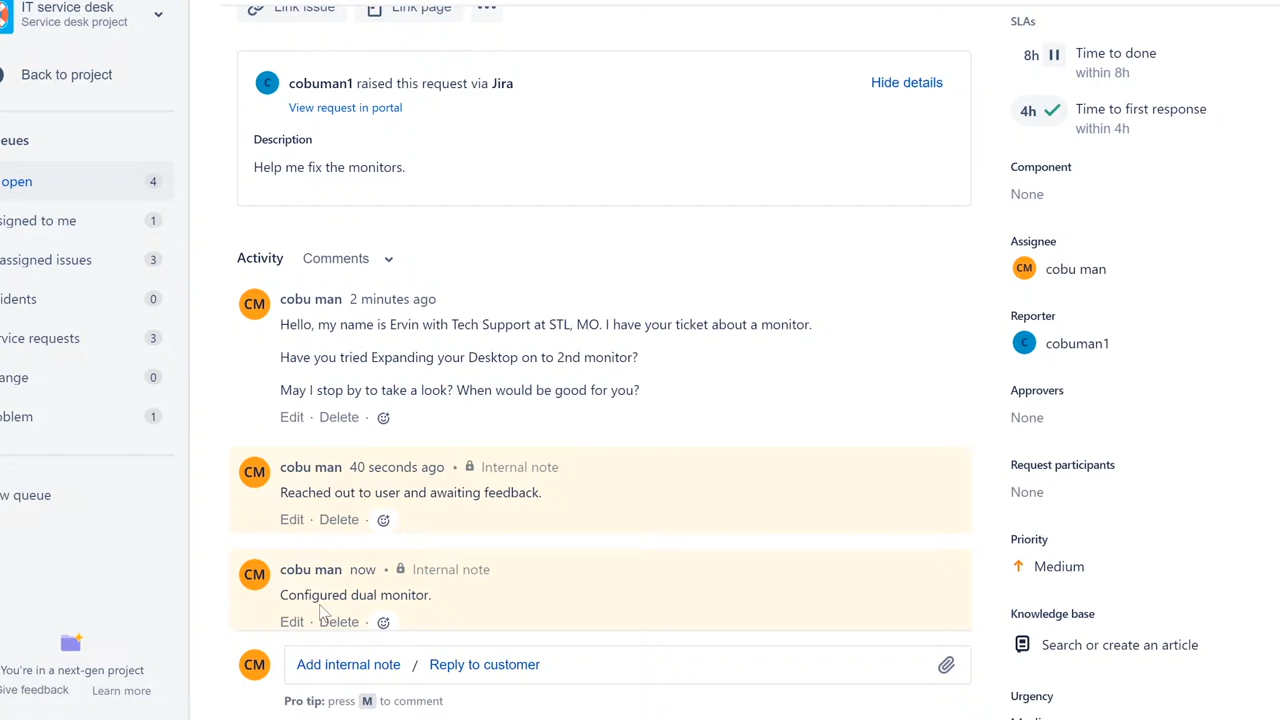 IT service desk
Service desk project
Back to project
ueues
open 4
signed to me 1
assigned issues 3
idents 0
vice requests 3
ange 0
oblem 1
w queue
You're in a next-gen project
Give feedback Learn more
Link issue Link page
C cobuman1 raised this request via Jira
Hide details
View request in portal
Description
Help me fix the monitors.
Activity Comments
CM cobu man 2 minutes ago
Hello, my name is Ervin with Tech Support at STL, MO. I have your ticket about a monitor.
Have you tried Expanding your Desktop on to 2nd monitor?
May I stop by to take a look? When would be good for you?
Edit · Delete ·
CM cobu man 40 seconds ago • Internal note
Reached out to user and awaiting feedback.
Edit · Delete ·
CM cobu man now • Internal note
Configured dual monitor.
Edit · Delete ·
CM Add internal note / Reply to customer
Pro tip: press M to comment
SLAs
8h Time to done
within 8h
4h Time to first response
within 4h
Component
None
Assignee
CM cobu man
Reporter
C cobuman1
Approvers
None
Request participants
None
Priority
Medium
Knowledge base
Search or create an article
Urgency